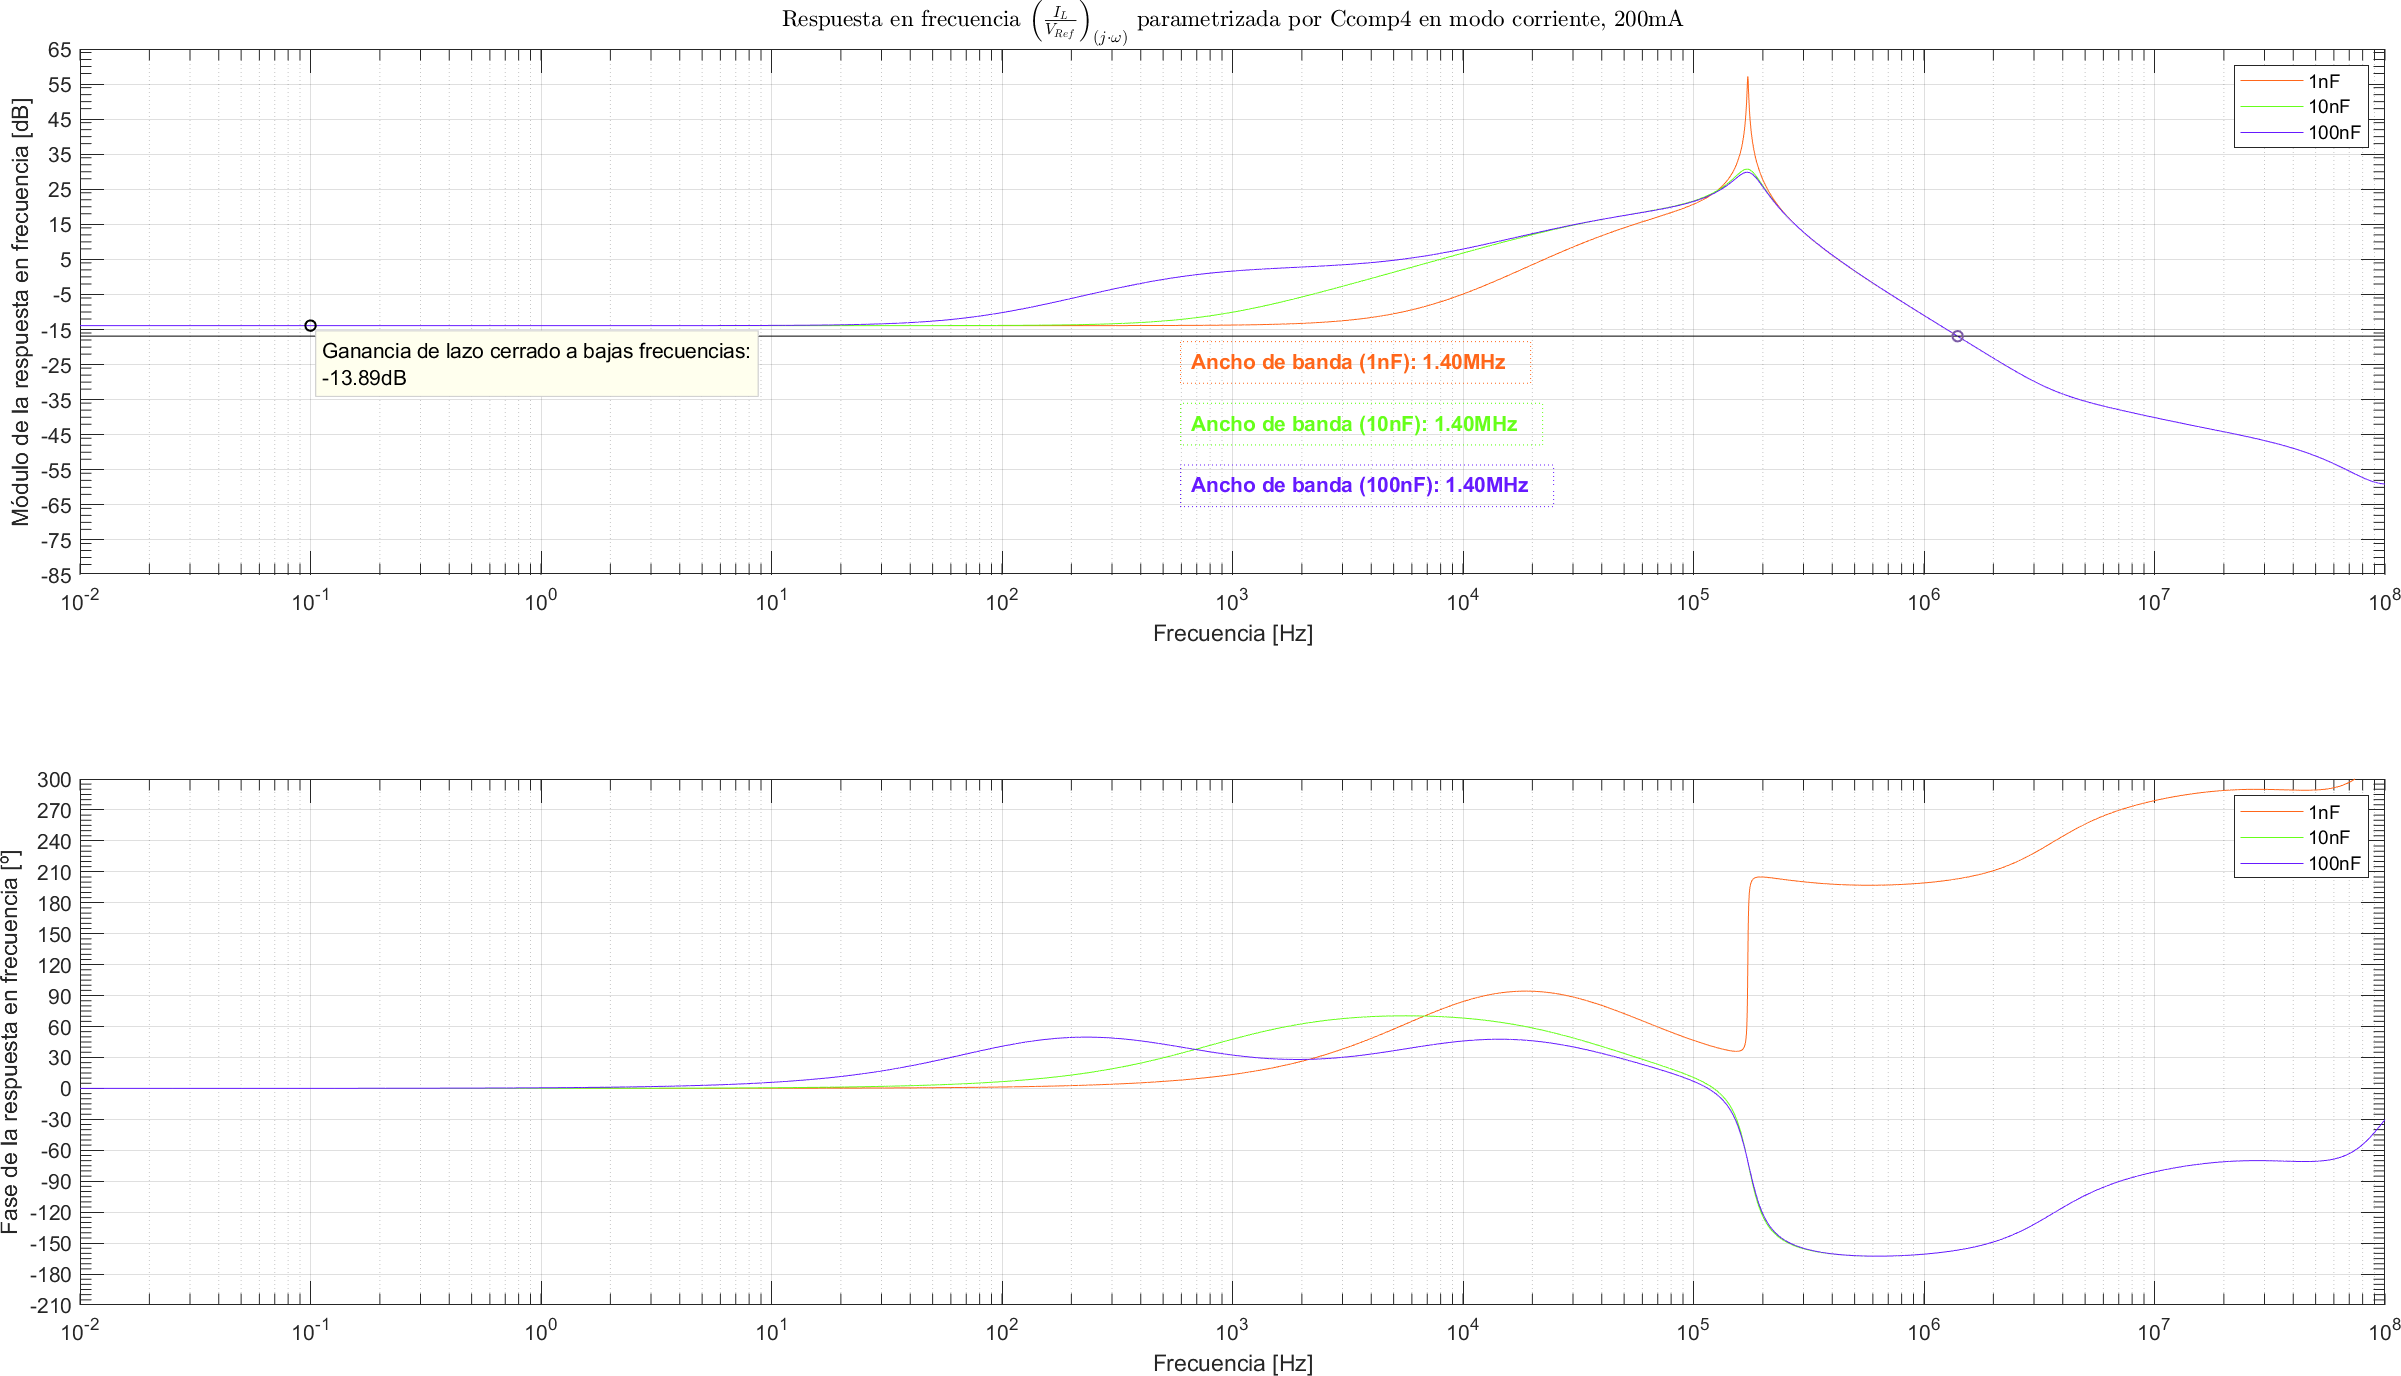 Respuesta en frecuencia (I_L/V_Ref)_(j·ω) parametrizada por Ccomp4 en modo corriente, 200mA
Módulo de la respuesta en frecuencia [dB]
65
55
45
35
25
15
5
-5
-15
-25
-35
-45
-55
-65
-75
-85
1nF
10nF
100nF
Ganancia de lazo cerrado a bajas frecuencias:
-13.89dB
Ancho de banda (1nF): 1.40MHz
Ancho de banda (10nF): 1.40MHz
Ancho de banda (100nF): 1.40MHz
10^-2 10^-1 10^0 10^1 10^2 10^3 10^4 10^5 10^6 10^7 10^8
Frecuencia [Hz]
Fase de la respuesta en frecuencia [º]
300
270
240
210
180
150
120
90
60
30
0
-30
-60
-90
-120
-150
-180
-210
1nF
10nF
100nF
10^-2 10^-1 10^0 10^1 10^2 10^3 10^4 10^5 10^6 10^7 10^8
Frecuencia [Hz]